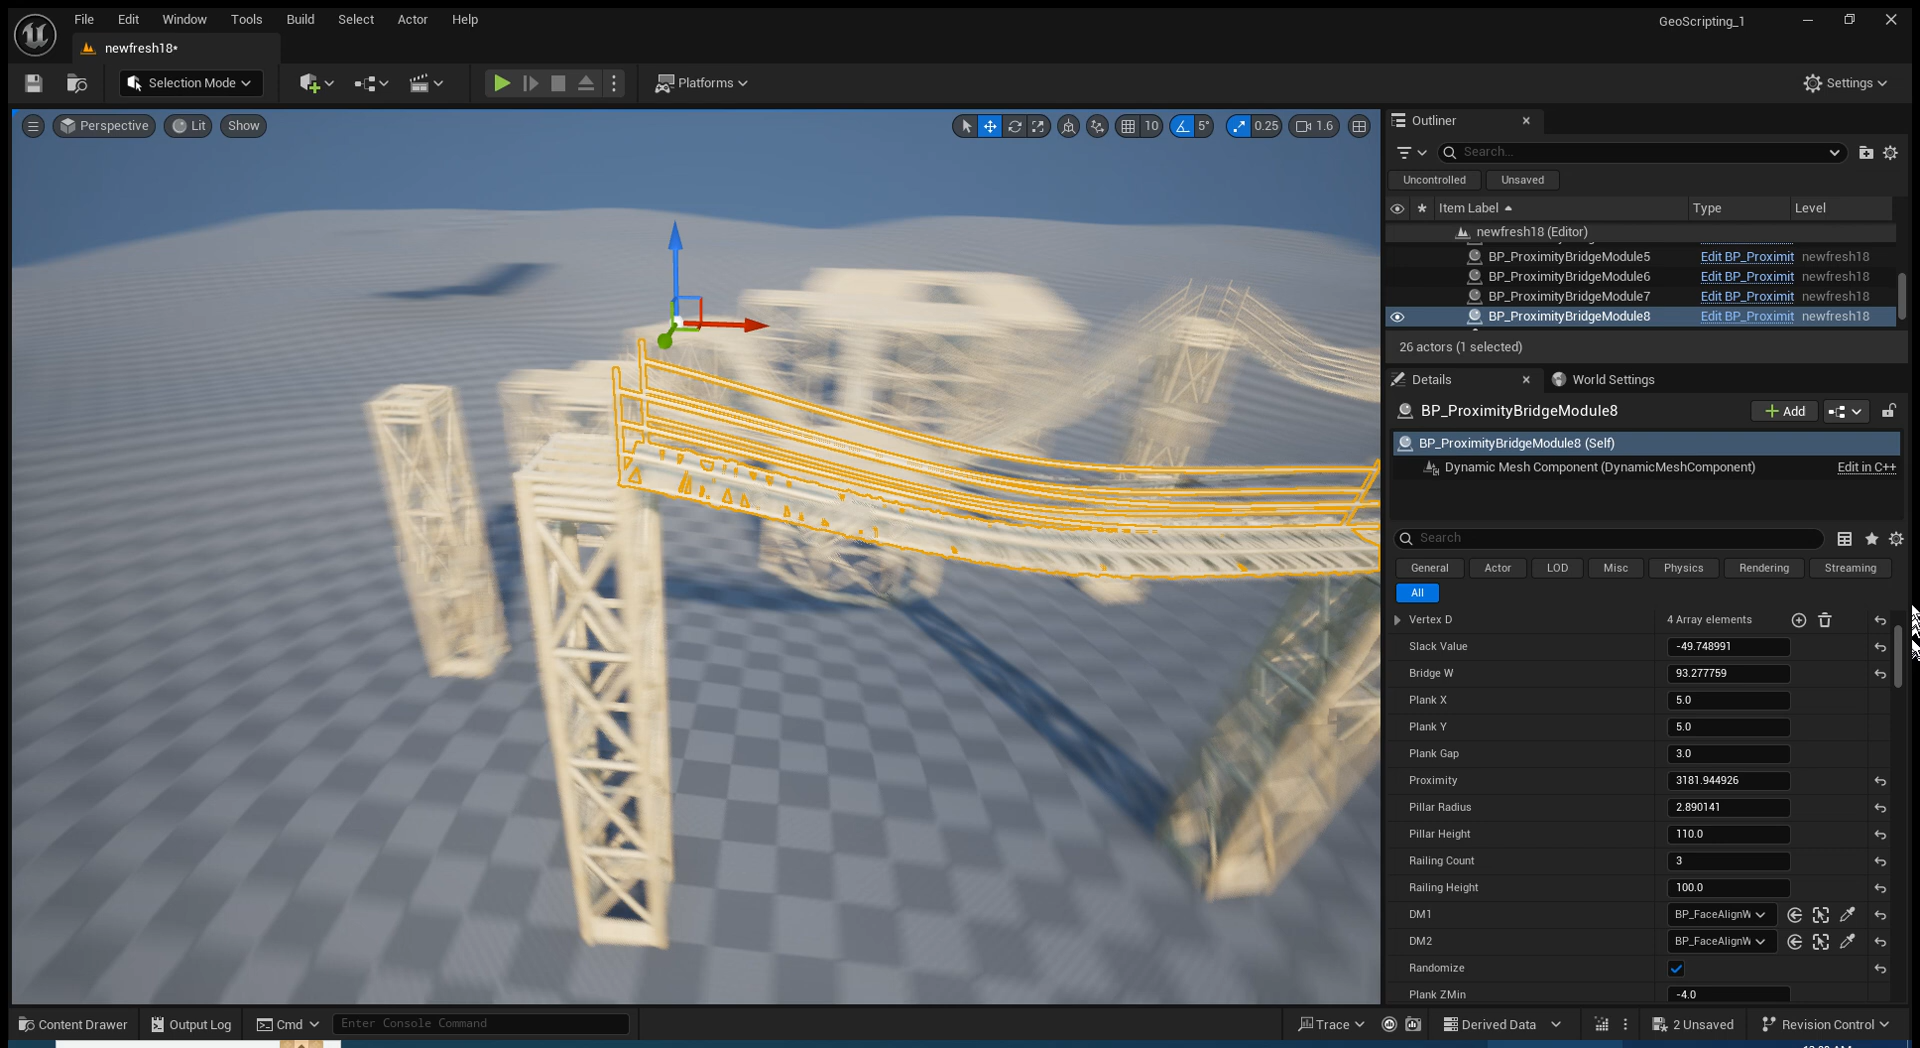 File Edit Window Tools Build Select Actor Help
GeoScripting_1
newfresh18*
Selection Mode
Platforms
Settings
Perspective Lit Show
10 5° 0.25 1.6
Outliner
Search...
Uncontrolled Unsaved
Item Label Type Level
newfresh18 (Editor)
BP_ProximityBridgeModule5 Edit BP_Proximit newfresh18
BP_ProximityBridgeModule6 Edit BP_Proximit newfresh18
BP_ProximityBridgeModule7 Edit BP_Proximit newfresh18
BP_ProximityBridgeModule8 Edit BP_Proximit newfresh18
26 actors (1 selected)
Details World Settings
BP_ProximityBridgeModule8 Add
BP_ProximityBridgeModule8 (Self)
Dynamic Mesh Component (DynamicMeshComponent) Edit in C++
Search
General Actor LOD Misc Physics Rendering Streaming
All
Vertex D 4 Array elements
Slack Value -49.748991
Bridge W 93.277759
Plank X 5.0
Plank Y 5.0
Plank Gap 3.0
Proximity 3181.944926
Pillar Radius 2.890141
Pillar Height 110.0
Railing Count 3
Railing Height 100.0
DM1 BP_FaceAlignW
DM2 BP_FaceAlignW
Randomize
Plank ZMin -4.0
Content Drawer Output Log Cmd Enter Console Command Trace Derived Data 2 Unsaved Revision Control